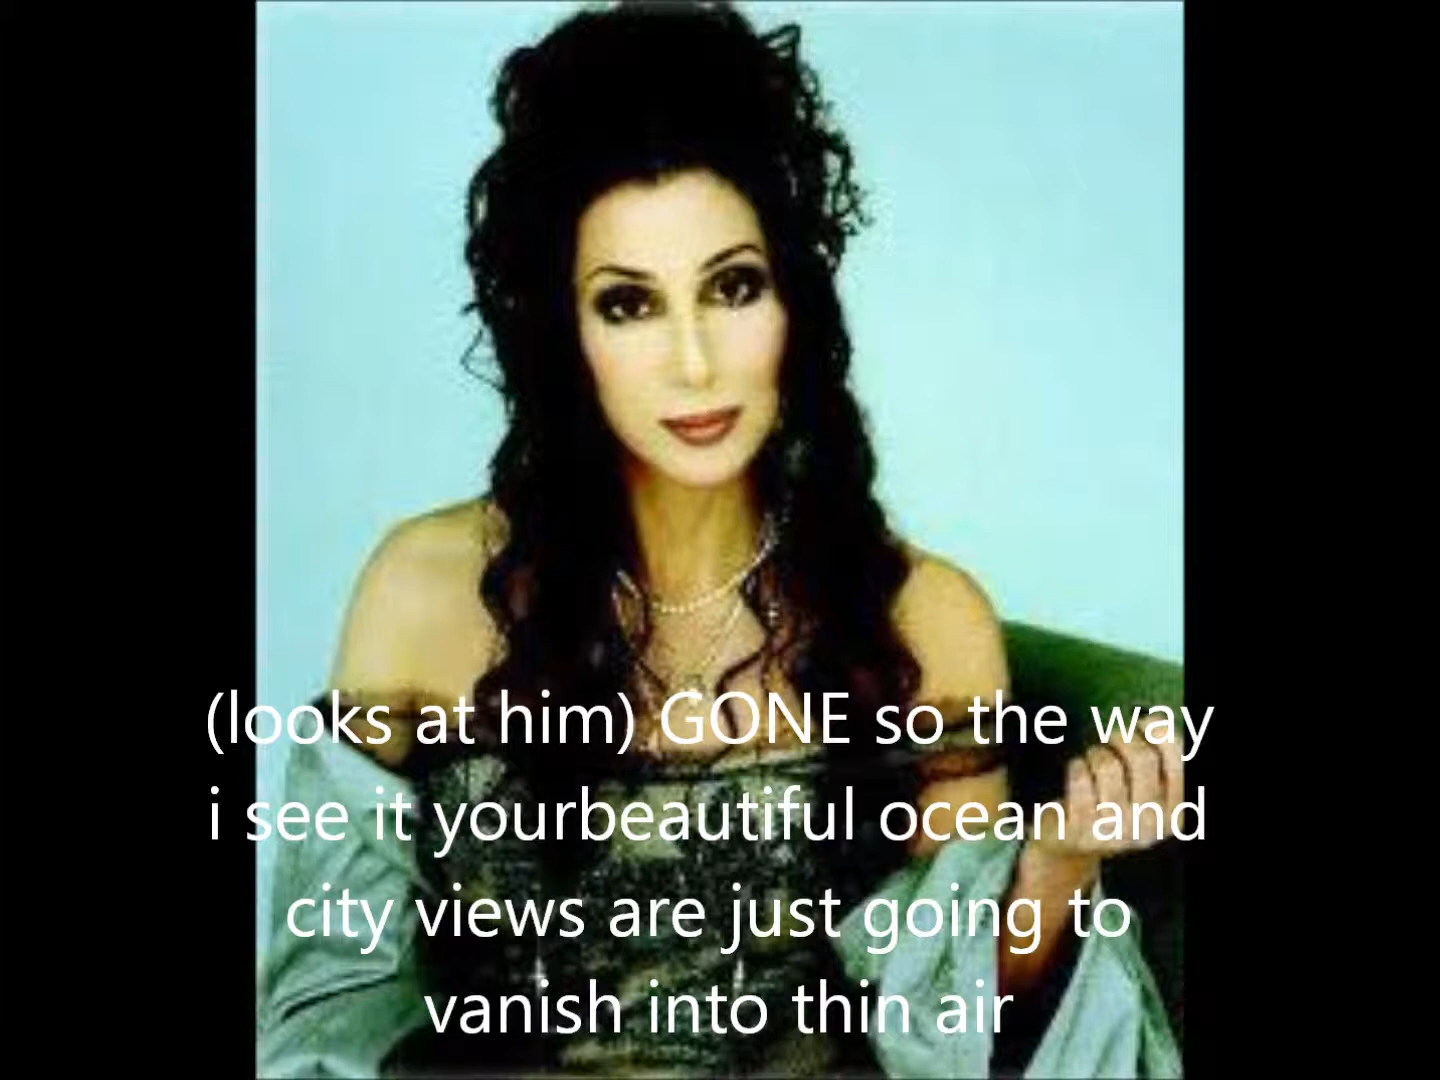 (looks at him) GONE so the way
i see it yourbeautiful ocean and
city views are just going to
vanish into thin air